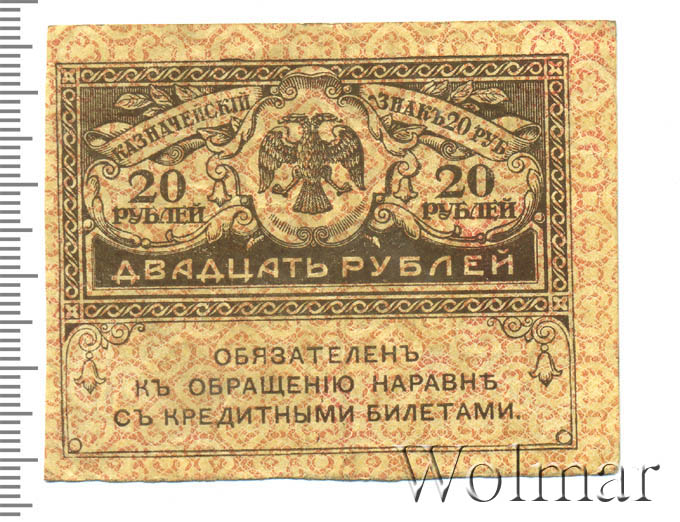 КАЗНАЧЕЙСКІЙ
ЗНАКЪ 20 РУБ.
20
РУБЛЕЙ
20
РУБЛЕЙ
ДВАДЦАТЬ РУБЛЕЙ
ОБЯЗАТЕЛЕНЪ
КЪ ОБРАЩЕНІЮ НАРАВНѢ
СЪ КРЕДИТНЫМИ БИЛЕТАМИ.
Wolmar